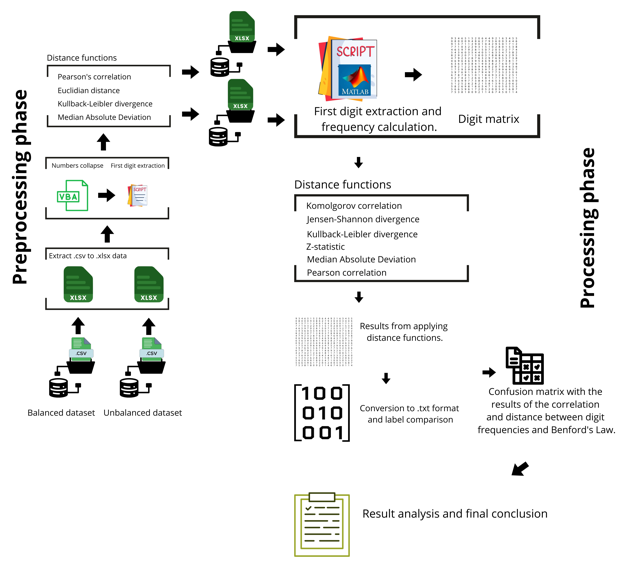 Preprocessing phase
Distance functions
Pearson's correlation
Euclidian distance
Kullback-Leibler divergence
Median Absolute Deviation
Numbers collapse
First digit extraction
VBA
SCRIPT
Extract .csv to .xlsx data
XLSX
XLSX
.CSV
.CSV
Balanced dataset
Unbalanced dataset
XLSX
XLSX
SCRIPT
MATLAB
First digit extraction and
frequency calculation.
Digit matrix
Distance functions
Komolgorov correlation
Jensen-Shannon divergence
Kullback-Leibler divergence
Z-statistic
Median Absolute Deviation
Pearson correlation
Processing phase
Results from applying
distance functions.
1 0 0
0 1 0
0 0 1
Conversion to .txt format
and label comparison
Confusion matrix with the
results of the correlation
and distance between digit
frequencies and Benford's Law.
Result analysis and final conclusion